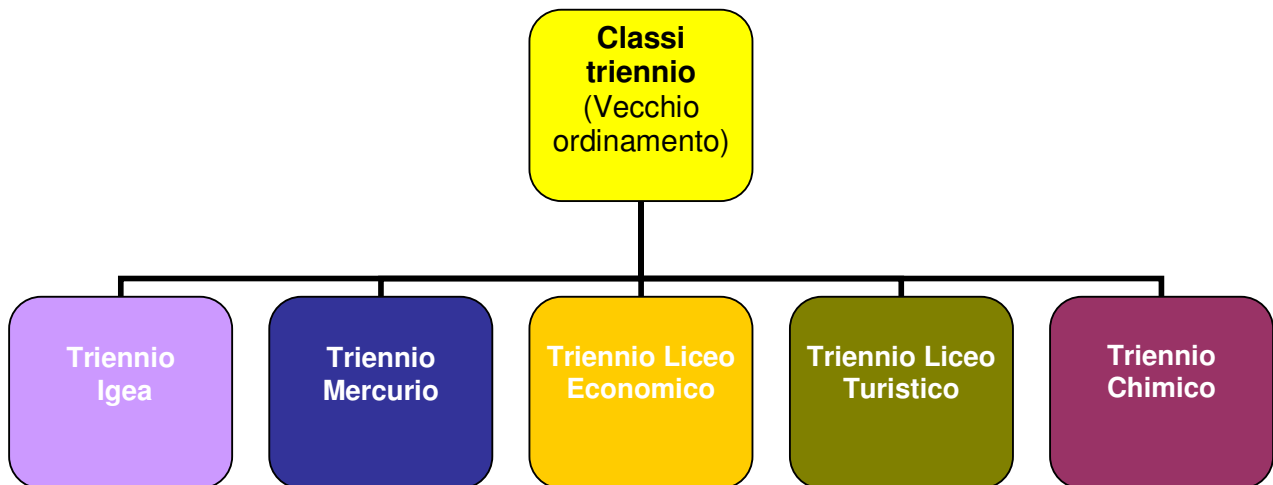 Classi
triennio
(Vecchio
ordinamento)
Triennio
Igea
Triennio
Mercurio
Triennio Liceo
Economico
Triennio Liceo
Turistico
Triennio
Chimico